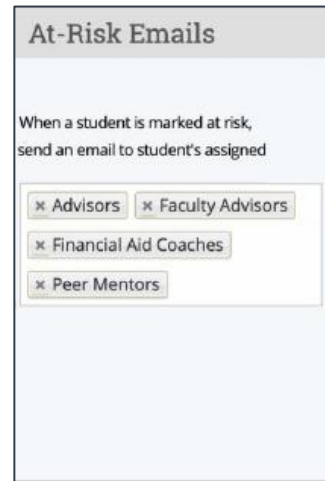 At-Risk Emails
When a student is marked at risk,
send an email to student's assigned
× Advisors × Faculty Advisors
× Financial Aid Coaches
× Peer Mentors